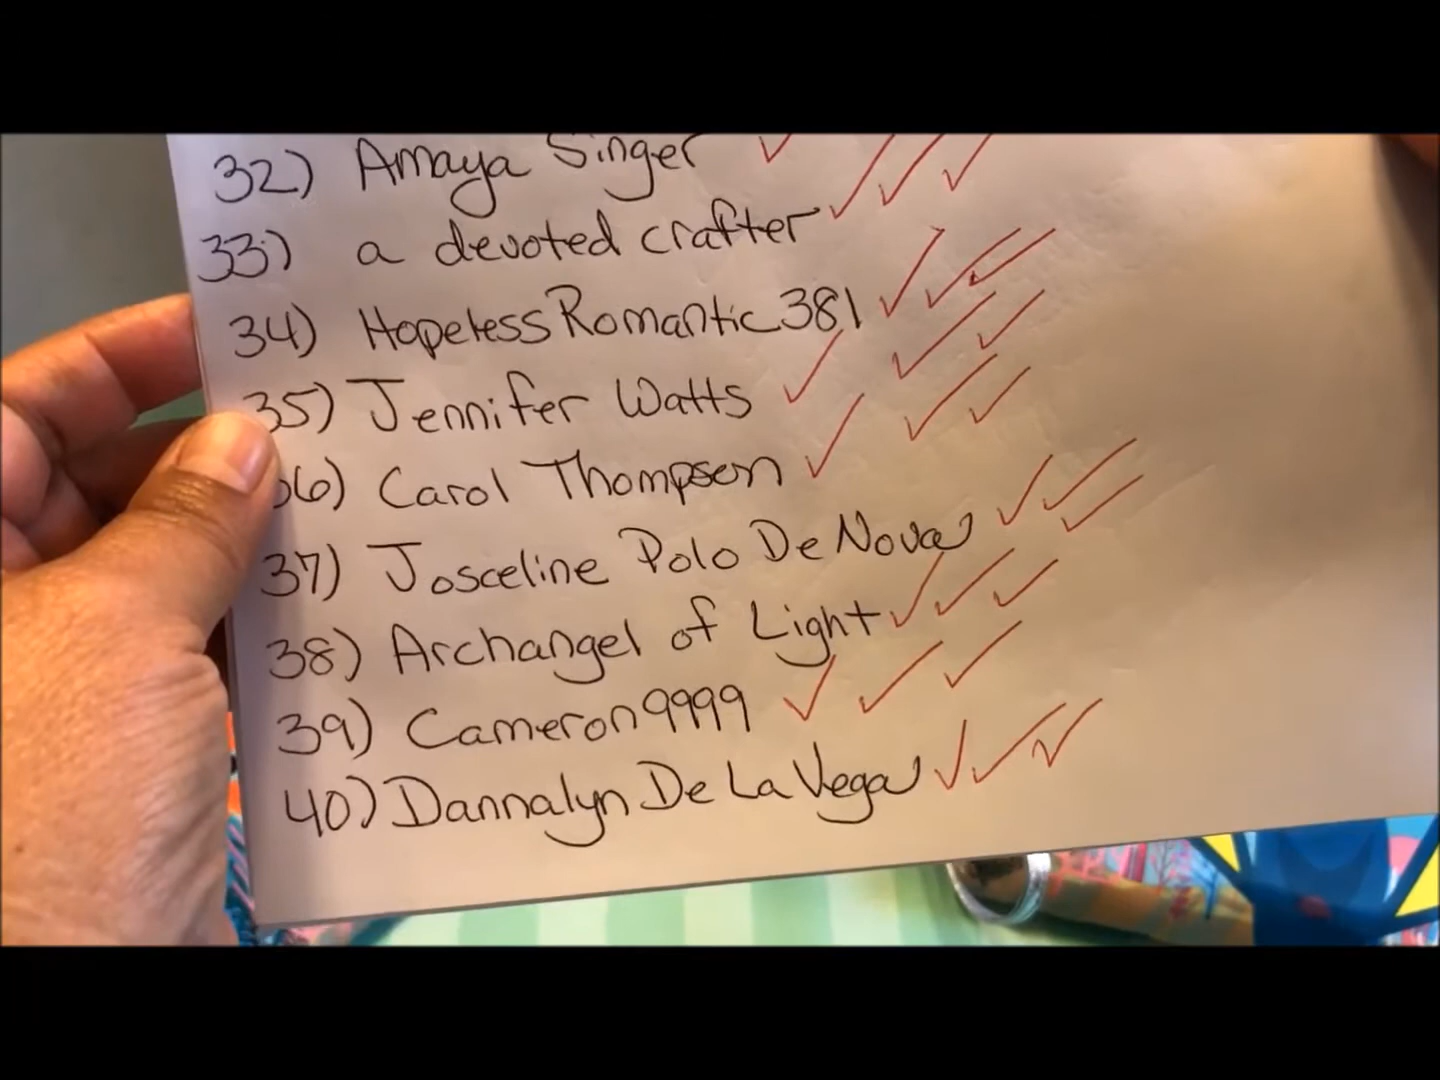 32) Amaya Singer
33) a devoted crafter
34) HopelessRomantic381
35) Jennifer Watts
36) Carol Thompson
37) Josceline Polo De Nova
38) Archangel of Light
39) Cameron9999
40) Dannalyn De La Vega